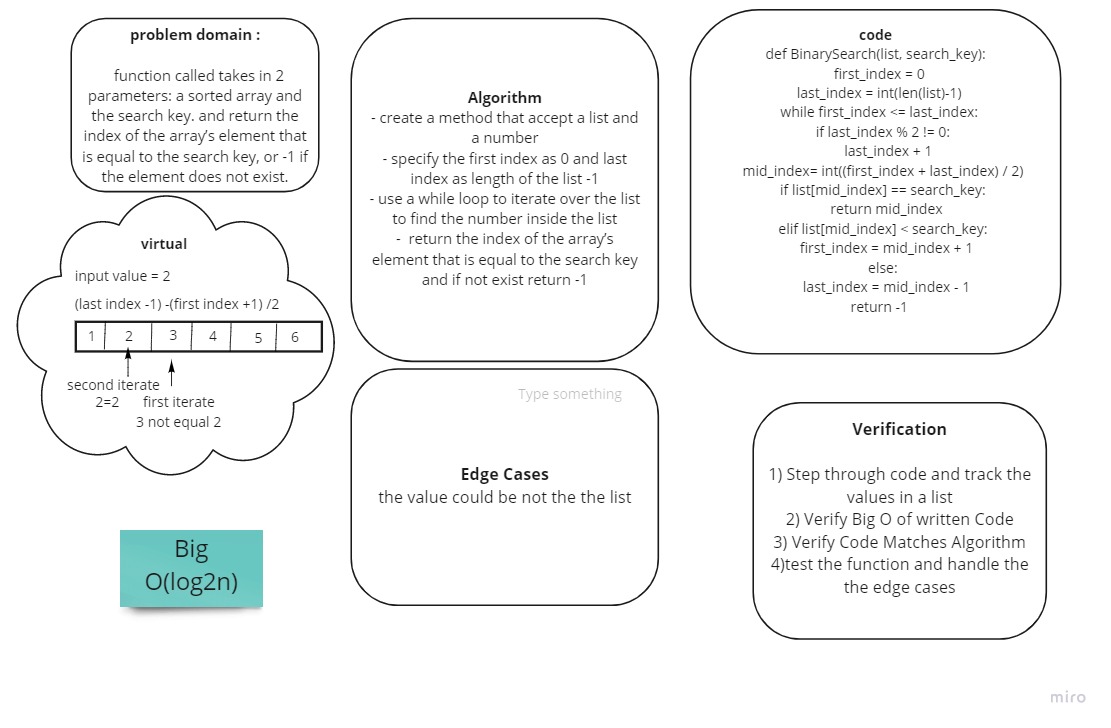 problem domain :
function called takes in 2
parameters: a sorted array and
the search key. and return the
index of the array’s element that
is equal to the search key, or -1 if
the element does not exist.
virtual
input value = 2
(last index -1) -(first index +1) /2
1 2 3 4 5 6
second iterate
2=2
first iterate
3 not equal 2
Big
O(log2n)
Algorithm
- create a method that accept a list and
a number
- specify the first index as 0 and last
index as length of the list -1
- use a while loop to iterate over the list
to find the number inside the list
- return the index of the array’s
element that is equal to the search key
and if not exist return -1
Type something
Edge Cases
the value could be not the the list
code
def BinarySearch(list, search_key):
first_index = 0
last_index = int(len(list)-1)
while first_index <= last_index:
if last_index % 2 != 0:
last_index + 1
mid_index= int((first_index + last_index) / 2)
if list[mid_index] == search_key:
return mid_index
elif list[mid_index] < search_key:
first_index = mid_index + 1
else:
last_index = mid_index - 1
return -1
Verification
1) Step through code and track the
values in a list
2) Verify Big O of written Code
3) Verify Code Matches Algorithm
4)test the function and handle the
the edge cases
miro